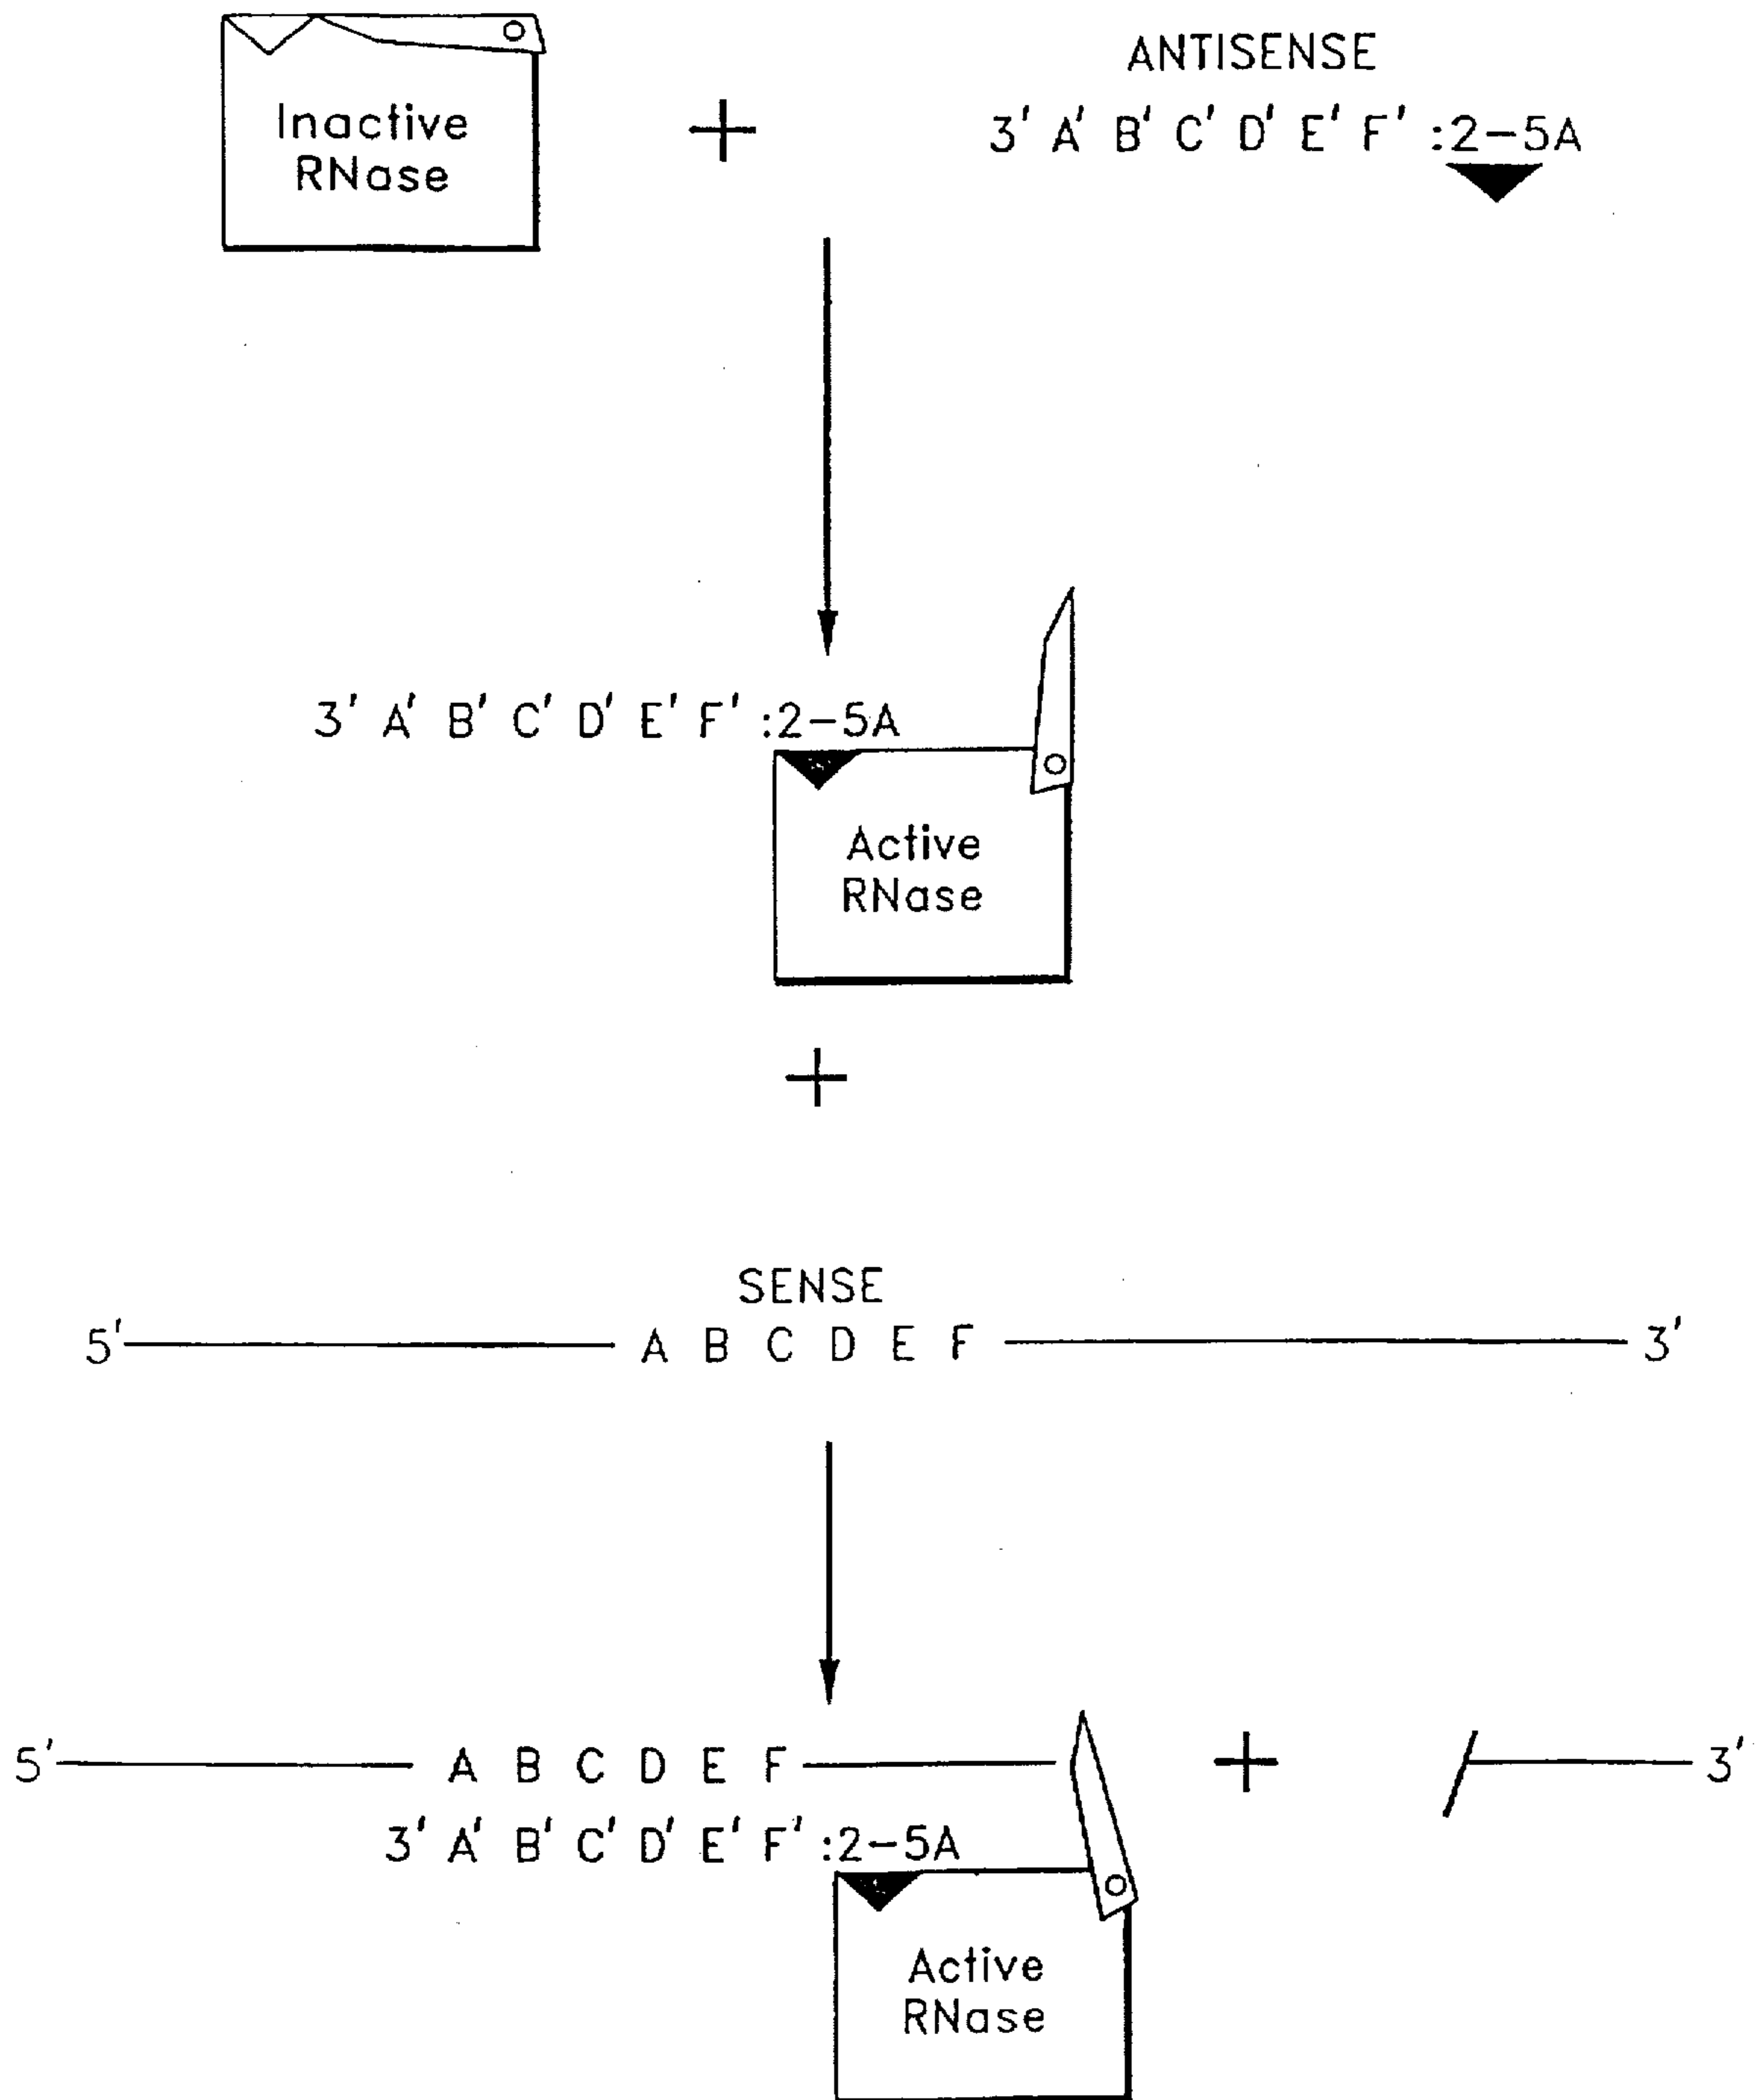 Inactive
RNase
+
ANTISENSE
3' A' B' C' D' E' F' :2-5A
3' A' B' C' D' E' F' :2-5A
Active
RNase
+
SENSE
5' A B C D E F 3'
5' A B C D E F + 3'
3' A' B' C' D' E' F' :2-5A
Active
RNase